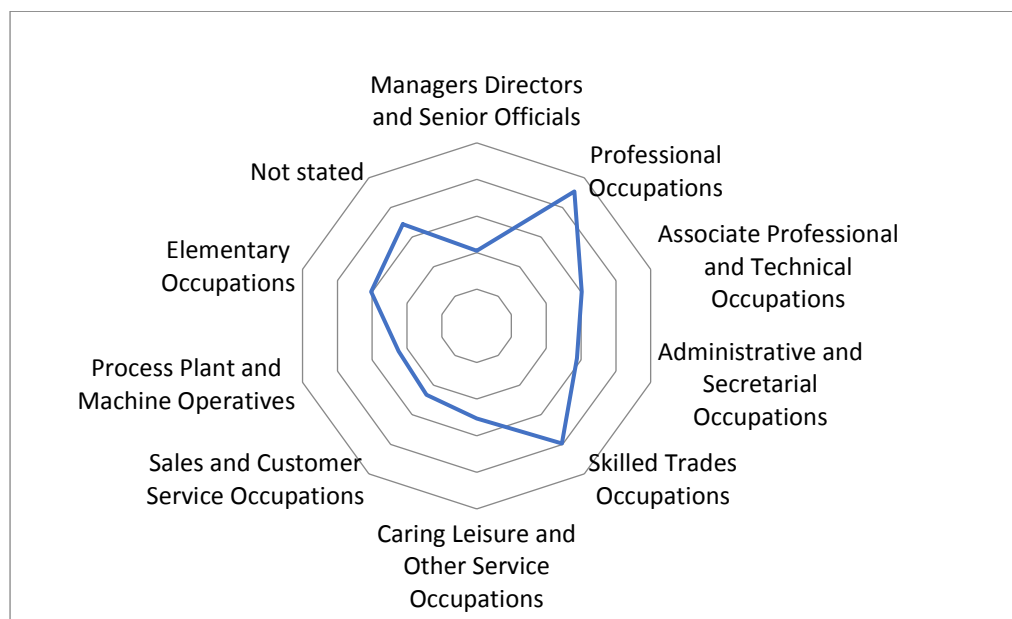 Managers Directors
and Senior Officials
Professional
Occupations
Associate Professional
and Technical
Occupations
Administrative and
Secretarial
Occupations
Skilled Trades
Occupations
Caring Leisure and
Other Service
Occupations
Sales and Customer
Service Occupations
Process Plant and
Machine Operatives
Elementary
Occupations
Not stated